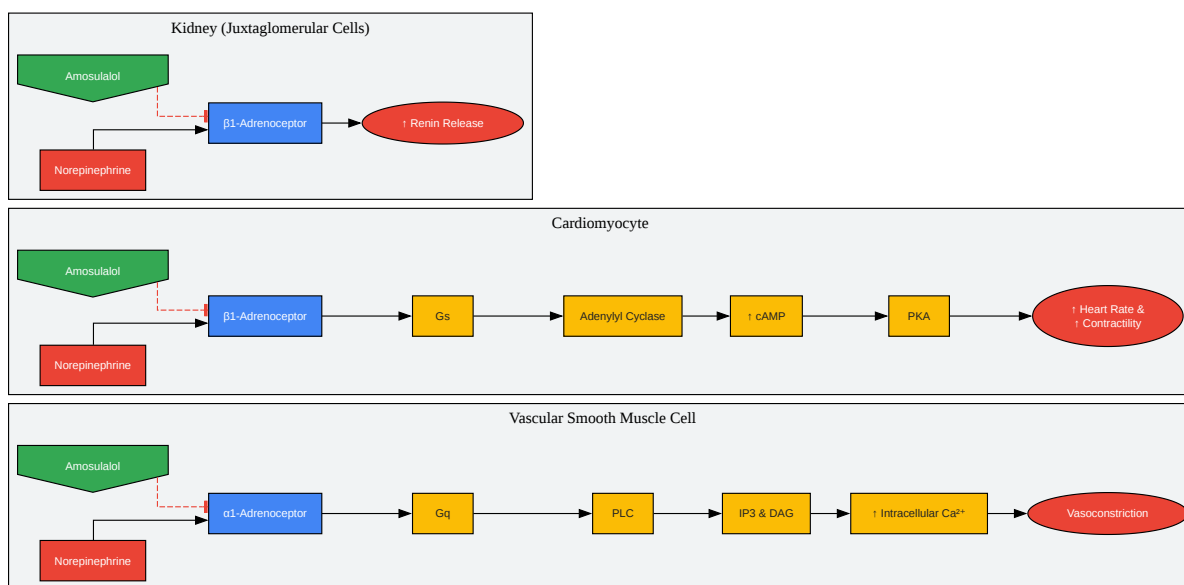 Kidney (Juxtaglomerular Cells)
Amosulalol
β1-Adrenoceptor
↑ Renin Release
Norepinephrine
Cardiomyocyte
Amosulalol
β1-Adrenoceptor
Gs
Adenylyl Cyclase
↑ cAMP
PKA
↑ Heart Rate &
↑ Contractility
Norepinephrine
Vascular Smooth Muscle Cell
Amosulalol
α1-Adrenoceptor
Gq
PLC
IP3 & DAG
↑ Intracellular Ca²⁺
Vasoconstriction
Norepinephrine